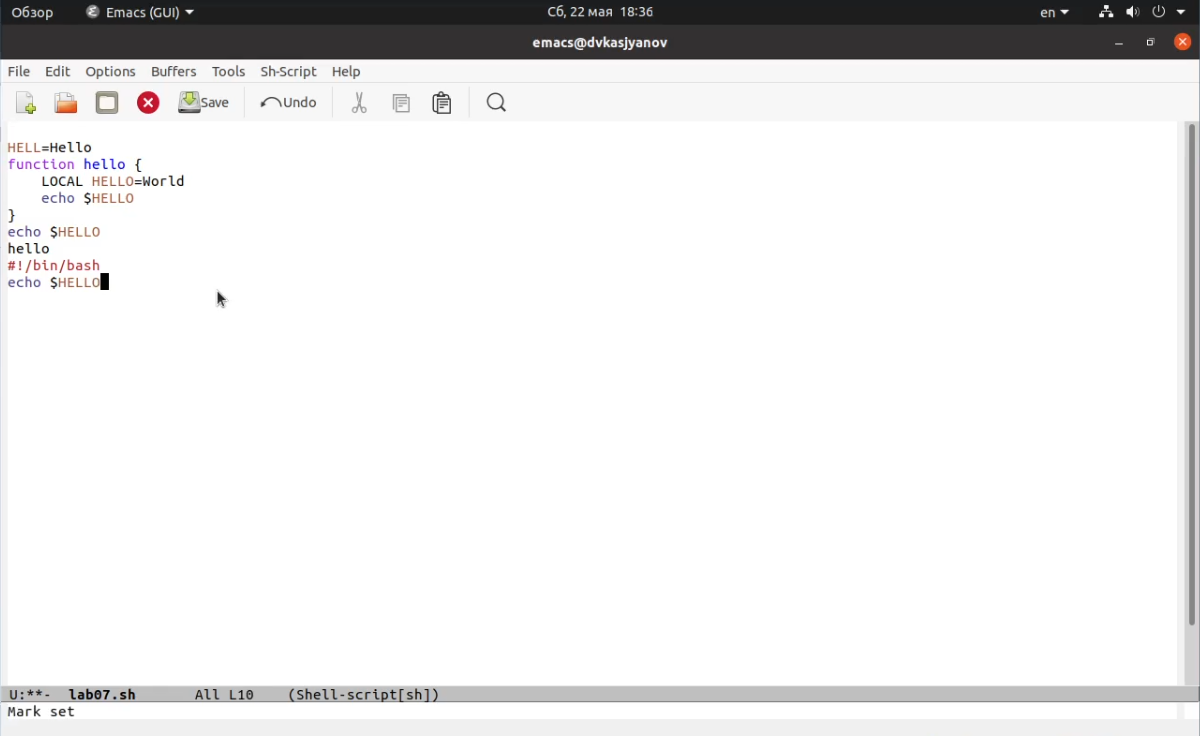 Обзор Emacs (GUI) Сб, 22 мая 18:36 en
emacs@dvkasjyanov
File Edit Options Buffers Tools Sh-Script Help
Save Undo
HELL=Hello
function hello {
    LOCAL HELLO=World
    echo $HELLO
}
echo $HELLO
hello
#!/bin/bash
echo $HELLO
U:**-  lab07.sh       All L10    (Shell-script[sh])
Mark set